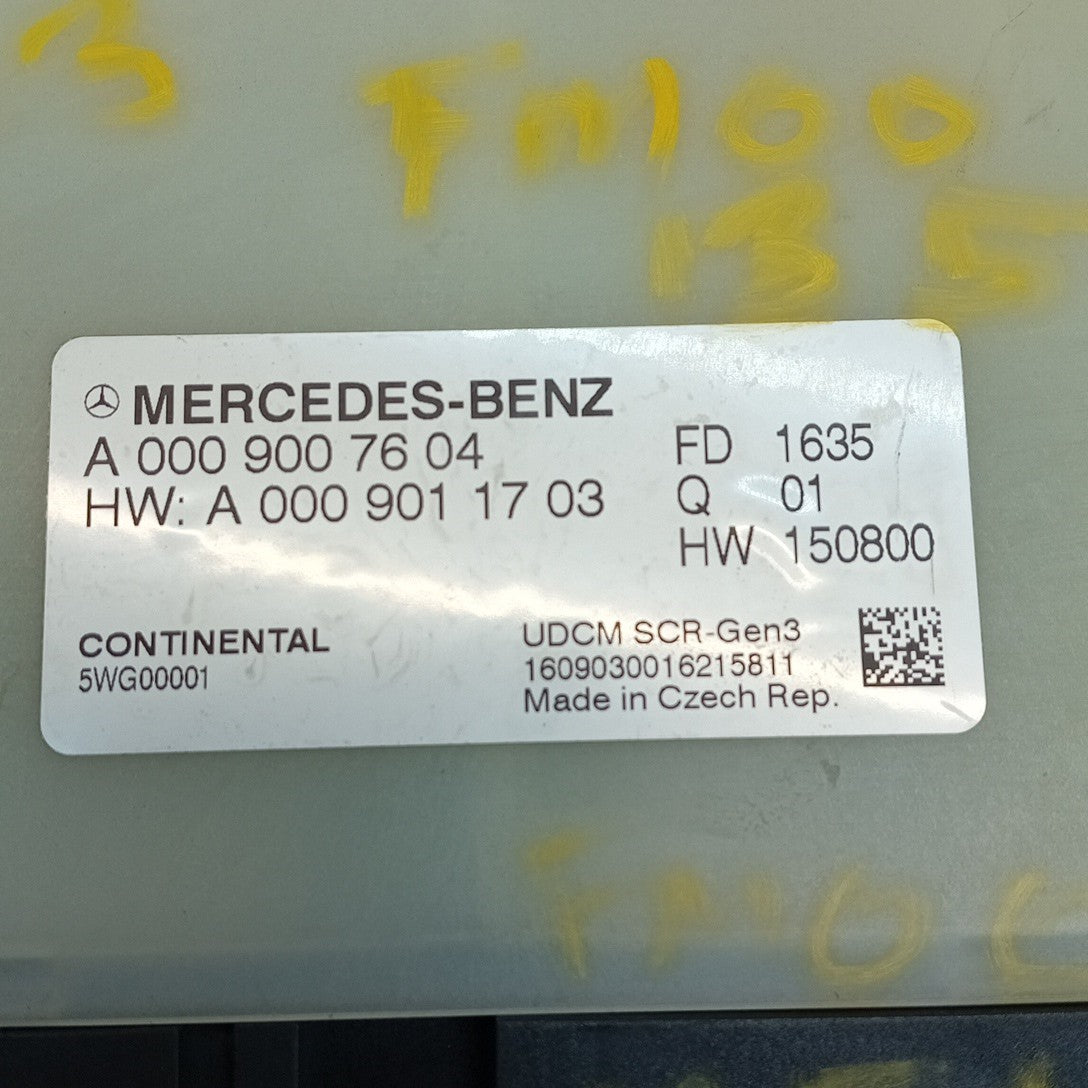 3
Fm100
135
MERCEDES-BENZ
A 000 900 76 04
HW: A 000 901 17 03
FD 1635
Q 01
HW 150800
CONTINENTAL
5WG00001
UDCM SCR-Gen3
1609030016215811
Made in Czech Rep.